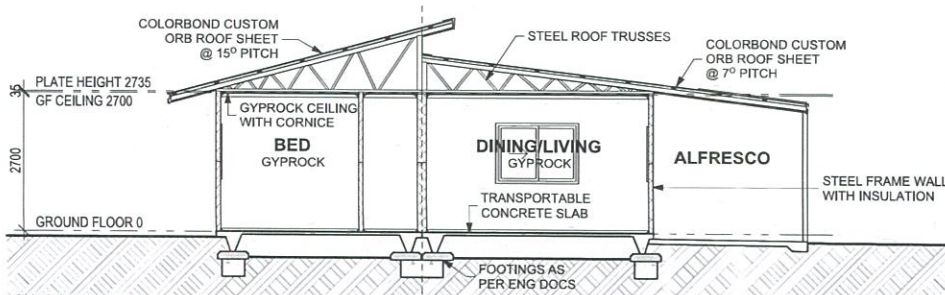 COLORBOND CUSTOM
ORB ROOF SHEET
@ 15° PITCH
STEEL ROOF TRUSSES
COLORBOND CUSTOM
ORB ROOF SHEET
@ 7° PITCH
PLATE HEIGHT 2735
35
GF CEILING 2700
GYPROCK CEILING
WITH CORNICE
BED
GYPROCK
DINING/LIVING
GYPROCK
ALFRESCO
2700
STEEL FRAME WALL
WITH INSULATION
TRANSPORTABLE
CONCRETE SLAB
GROUND FLOOR 0
FOOTINGS AS
PER ENG DOCS